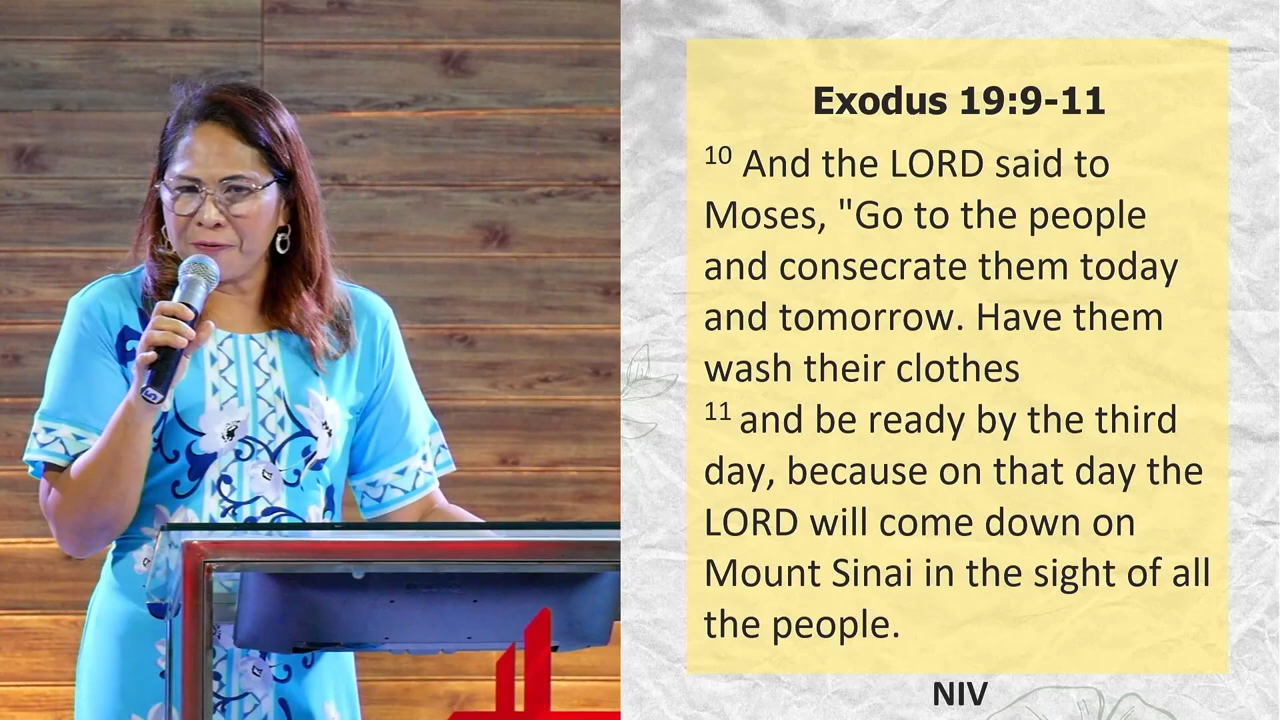 Exodus 19:9-11
10 And the LORD said to
Moses, "Go to the people
and consecrate them today
and tomorrow. Have them
wash their clothes
11 and be ready by the third
day, because on that day the
LORD will come down on
Mount Sinai in the sight of all
the people.
NIV